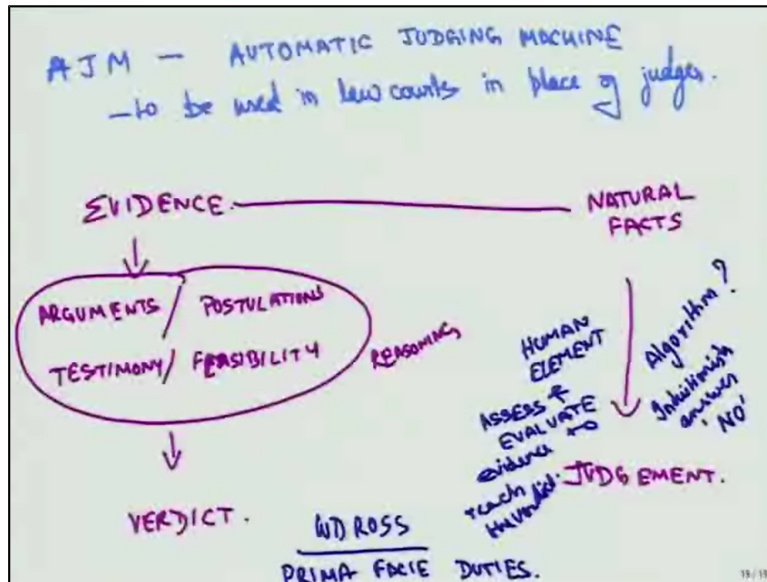 AJM — AUTOMATIC JUDGING MACHINE
— to be used in law courts in place of judges.
EVIDENCE
NATURAL
FACTS
ARGUMENTS / POSTULATIONS
TESTIMONY / FEASIBILITY
REASONING
HUMAN
ELEMENT
ASSESS &
EVALUATE
evidence to
reach
the verdict.
Algorithm?
Intuitionists
answer
'NO'
VERDICT.
JUDGEMENT.
WD ROSS
PRIMA FACIE DUTIES.
19/19